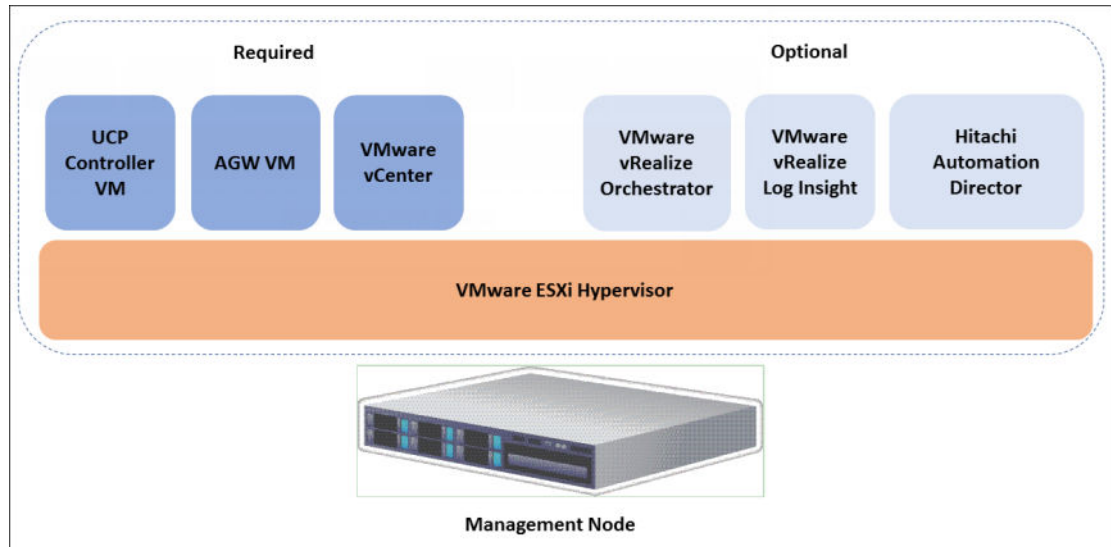 Required
Optional
UCP
Controller
VM
AGW VM
VMware
vCenter
VMware
vRealize
Orchestrator
VMware
vRealize
Log Insight
Hitachi
Automation
Director
VMware ESXi Hypervisor
Management Node